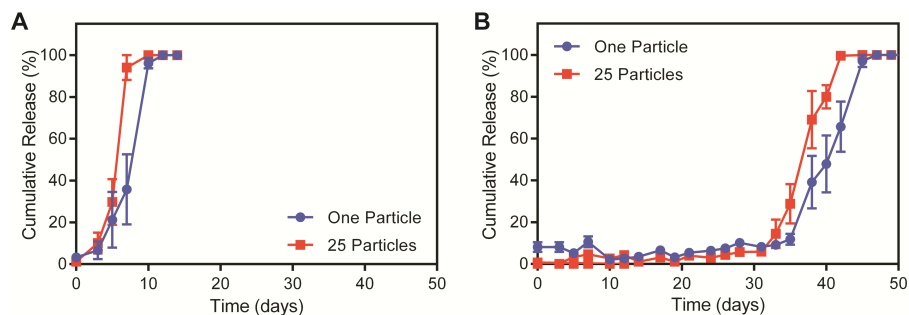 A
Cumulative Release (%)
100
80
60
40
20
0
0 10 20 30 40 50
Time (days)
One Particle
25 Particles
B
Cumulative Release (%)
100
80
60
40
20
0
0 10 20 30 40 50
Time (days)
One Particle
25 Particles